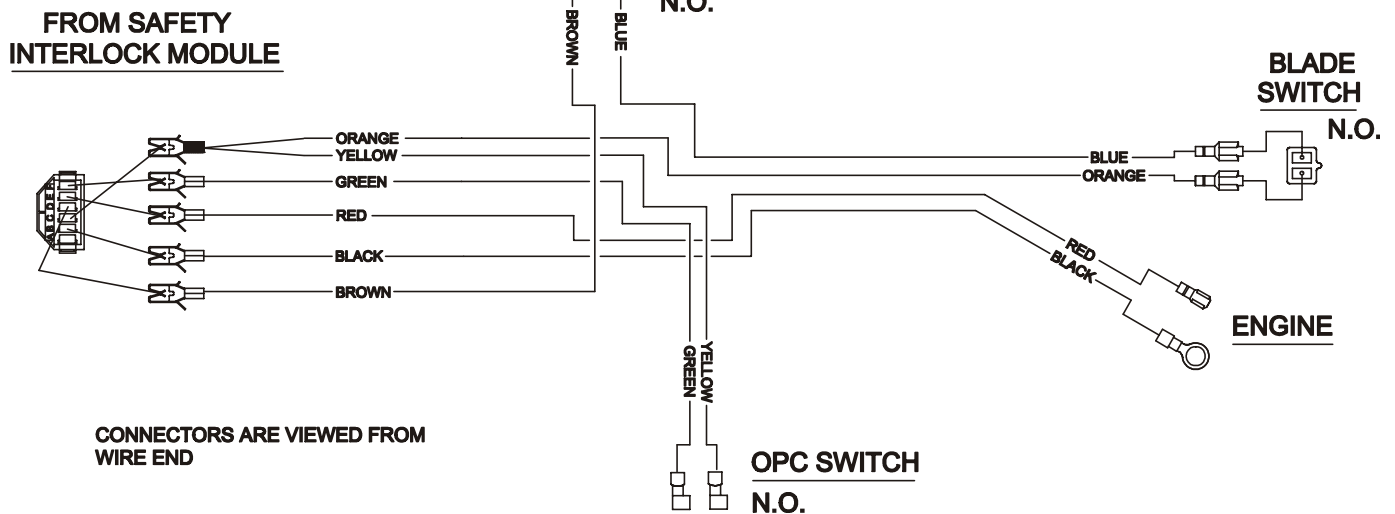 N.O.
FROM SAFETY
INTERLOCK MODULE
BROWN
BLUE
BLADE
SWITCH
N.O.
ORANGE
YELLOW
GREEN
RED
BLACK
BROWN
BLUE
ORANGE
A B C D E
RED
BLACK
ENGINE
GREEN
YELLOW
CONNECTORS ARE VIEWED FROM
WIRE END
OPC SWITCH
N.O.